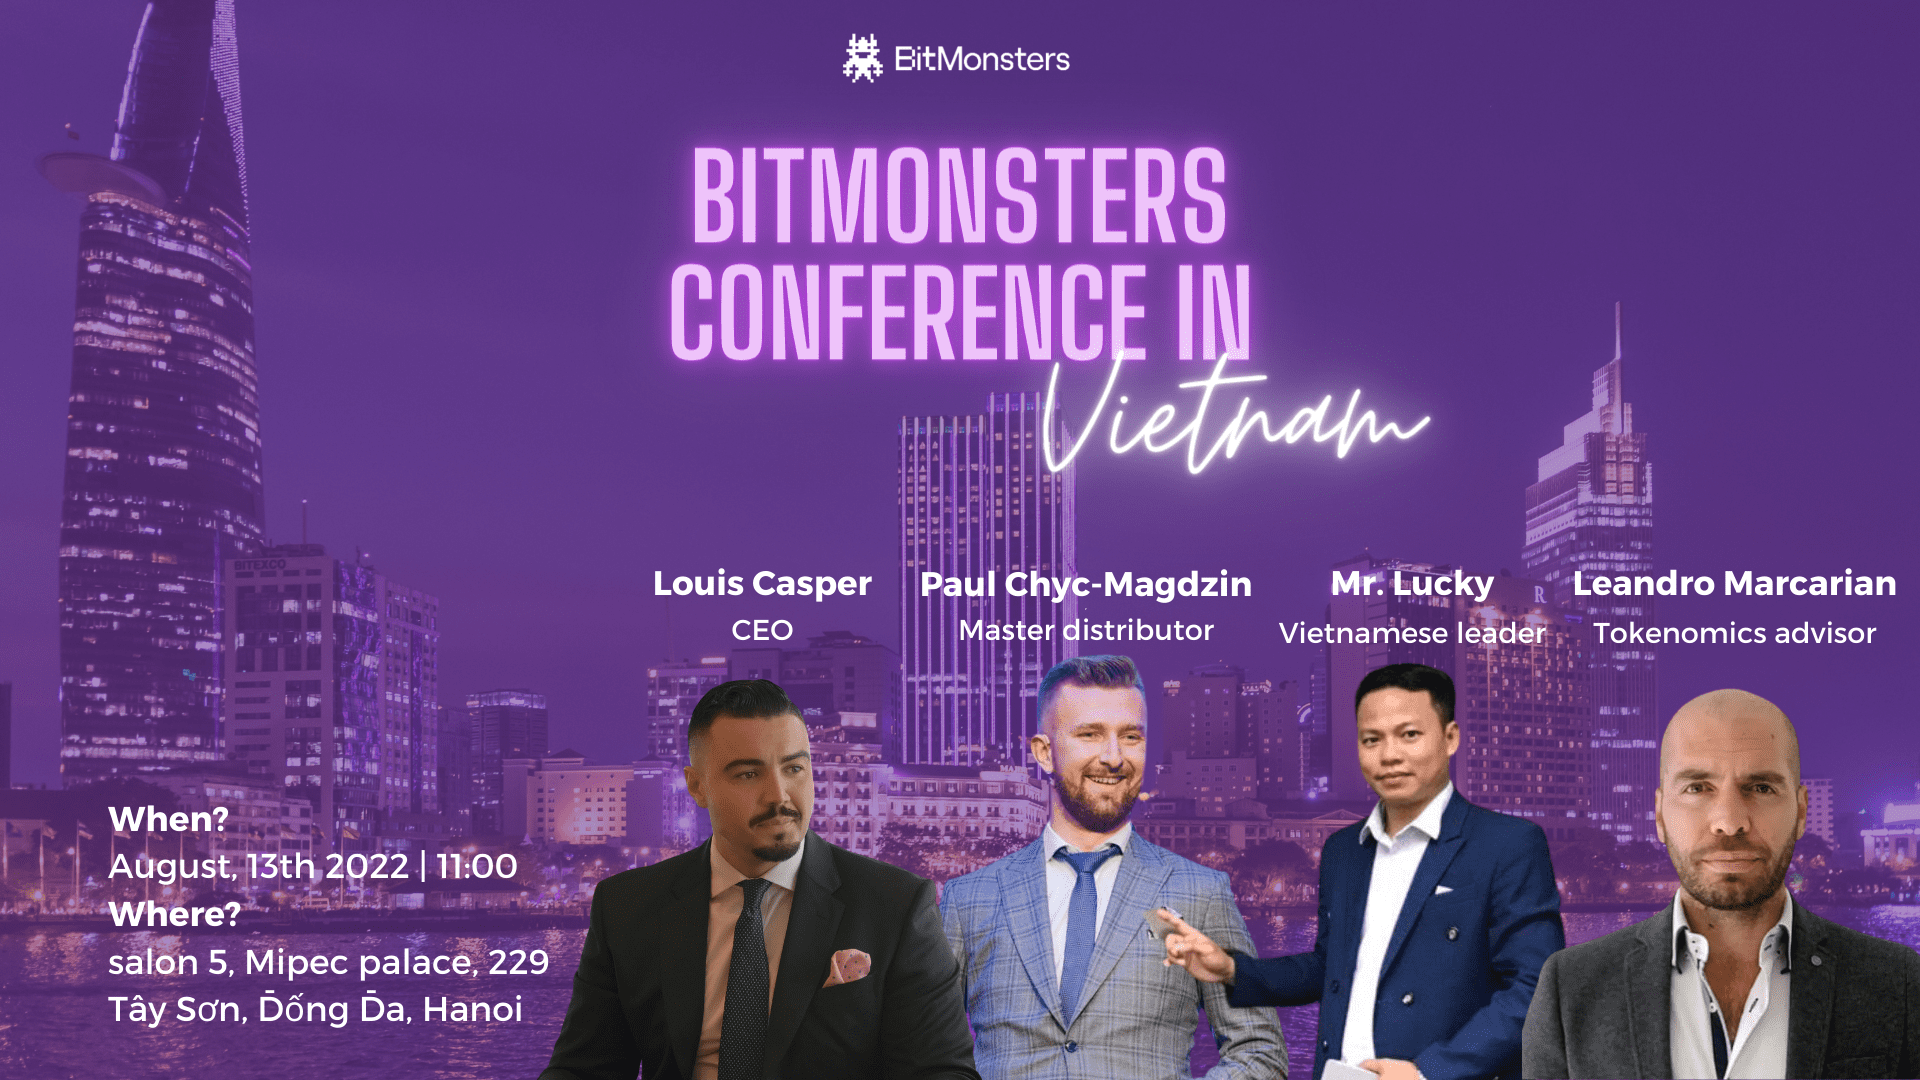 BitMonsters
BITMONSTERS
CONFERENCE IN
Vietnam
Louis Casper
CEO
Paul Chyc-Magdzin
Master distributor
Mr. Lucky
Vietnamese leader
Leandro Marcarian
Tokenomics advisor
BITEXCO
R
When?
August, 13th 2022 | 11:00
Where?
salon 5, Mipec palace, 229
Tây Sơn, Đống Đa, Hanoi